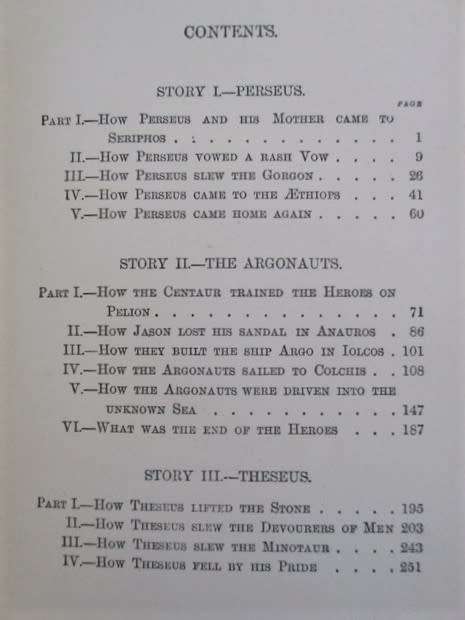 CONTENTS.
STORY I.—PERSEUS.
PAGE
PART I.—HOW PERSEUS AND HIS MOTHER CAME TO
SERIPHOS . . . . . . . . . . . . 1
II.—HOW PERSEUS VOWED A RASH VOW . . . . 9
III.—HOW PERSEUS SLEW THE GORGON . . . . . 26
IV.—HOW PERSEUS CAME TO THE ÆTHIOPS . . . 41
V.—HOW PERSEUS CAME HOME AGAIN . . . . . 60
STORY II.—THE ARGONAUTS.
PART I.—HOW THE CENTAUR TRAINED THE HEROES ON
PELION . . . . . . . . . . . . . 71
II.—HOW JASON LOST HIS SANDAL IN ANAUROS . 86
III.—HOW THEY BUILT THE SHIP ARGO IN IOLCOS . 101
IV.—HOW THE ARGONAUTS SAILED TO COLCHIS . . 108
V.—HOW THE ARGONAUTS WERE DRIVEN INTO THE
UNKNOWN SEA . . . . . . . . . . 147
VI.—WHAT WAS THE END OF THE HEROES . . . 187
STORY III.—THESEUS.
PART I.—HOW THESEUS LIFTED THE STONE . . . . . 195
II.—HOW THESEUS SLEW THE DEVOURERS OF MEN 203
III.—HOW THESEUS SLEW THE MINOTAUR . . . . 243
IV.—HOW THESEUS FELL BY HIS PRIDE . . . . 251